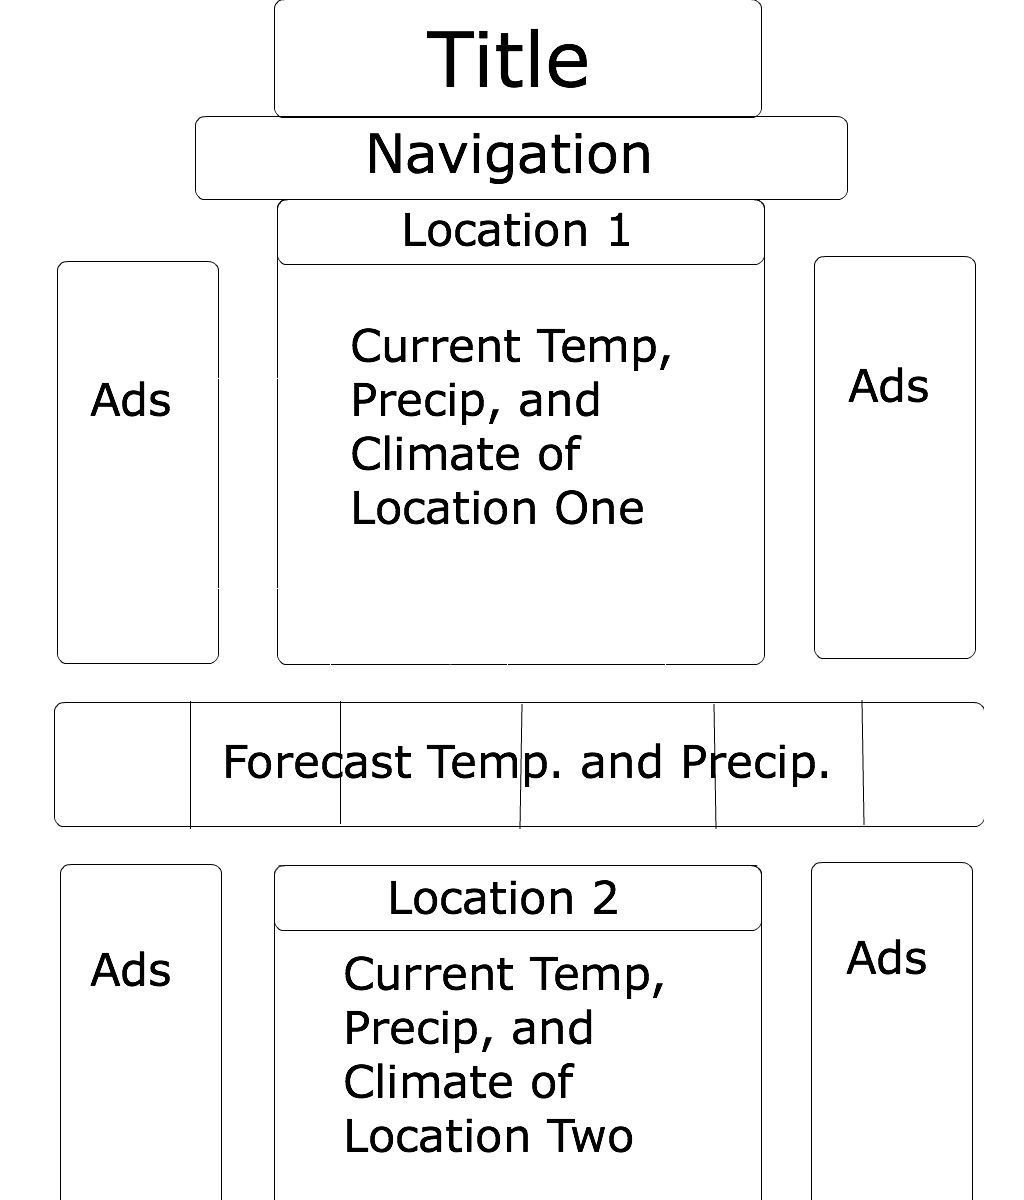 Title
Navigation
Location 1
Ads
Current Temp,
Precip, and
Climate of
Location One
Ads
Forecast Temp. and Precip.
Ads
Location 2
Current Temp,
Precip, and
Climate of
Location Two
Ads